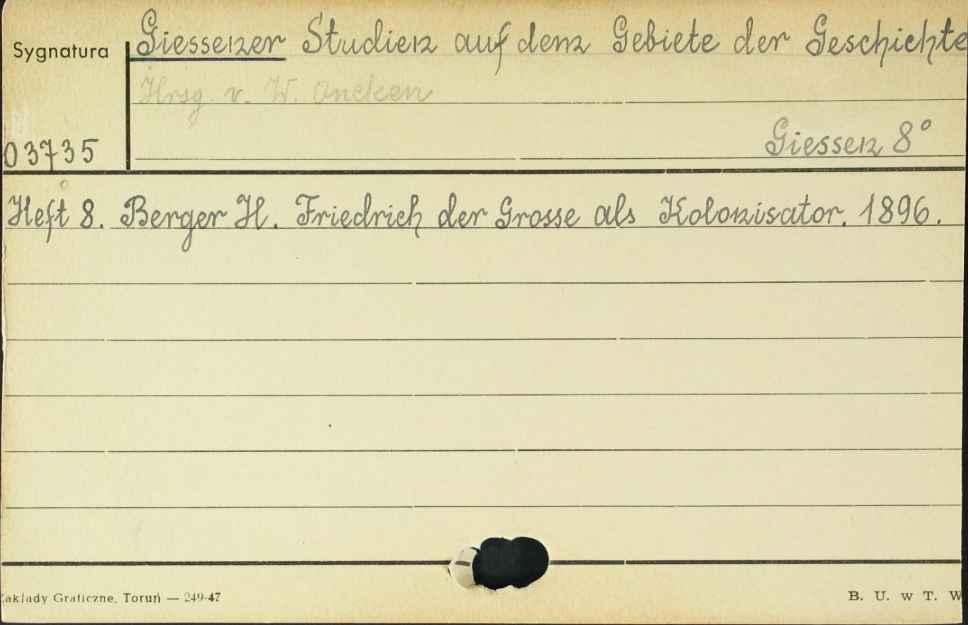 Sygnatura
Giessener Studien auf dem Gebiete der Geschichte
Hrsg. v. W. Oncken
03735
Giessen 8°
Heft 8. Berger H. Friedrich der Grosse als Kolonisator. 1896.
Zakłady Graficzne, Toruń — 249-47
B. U. w T. W